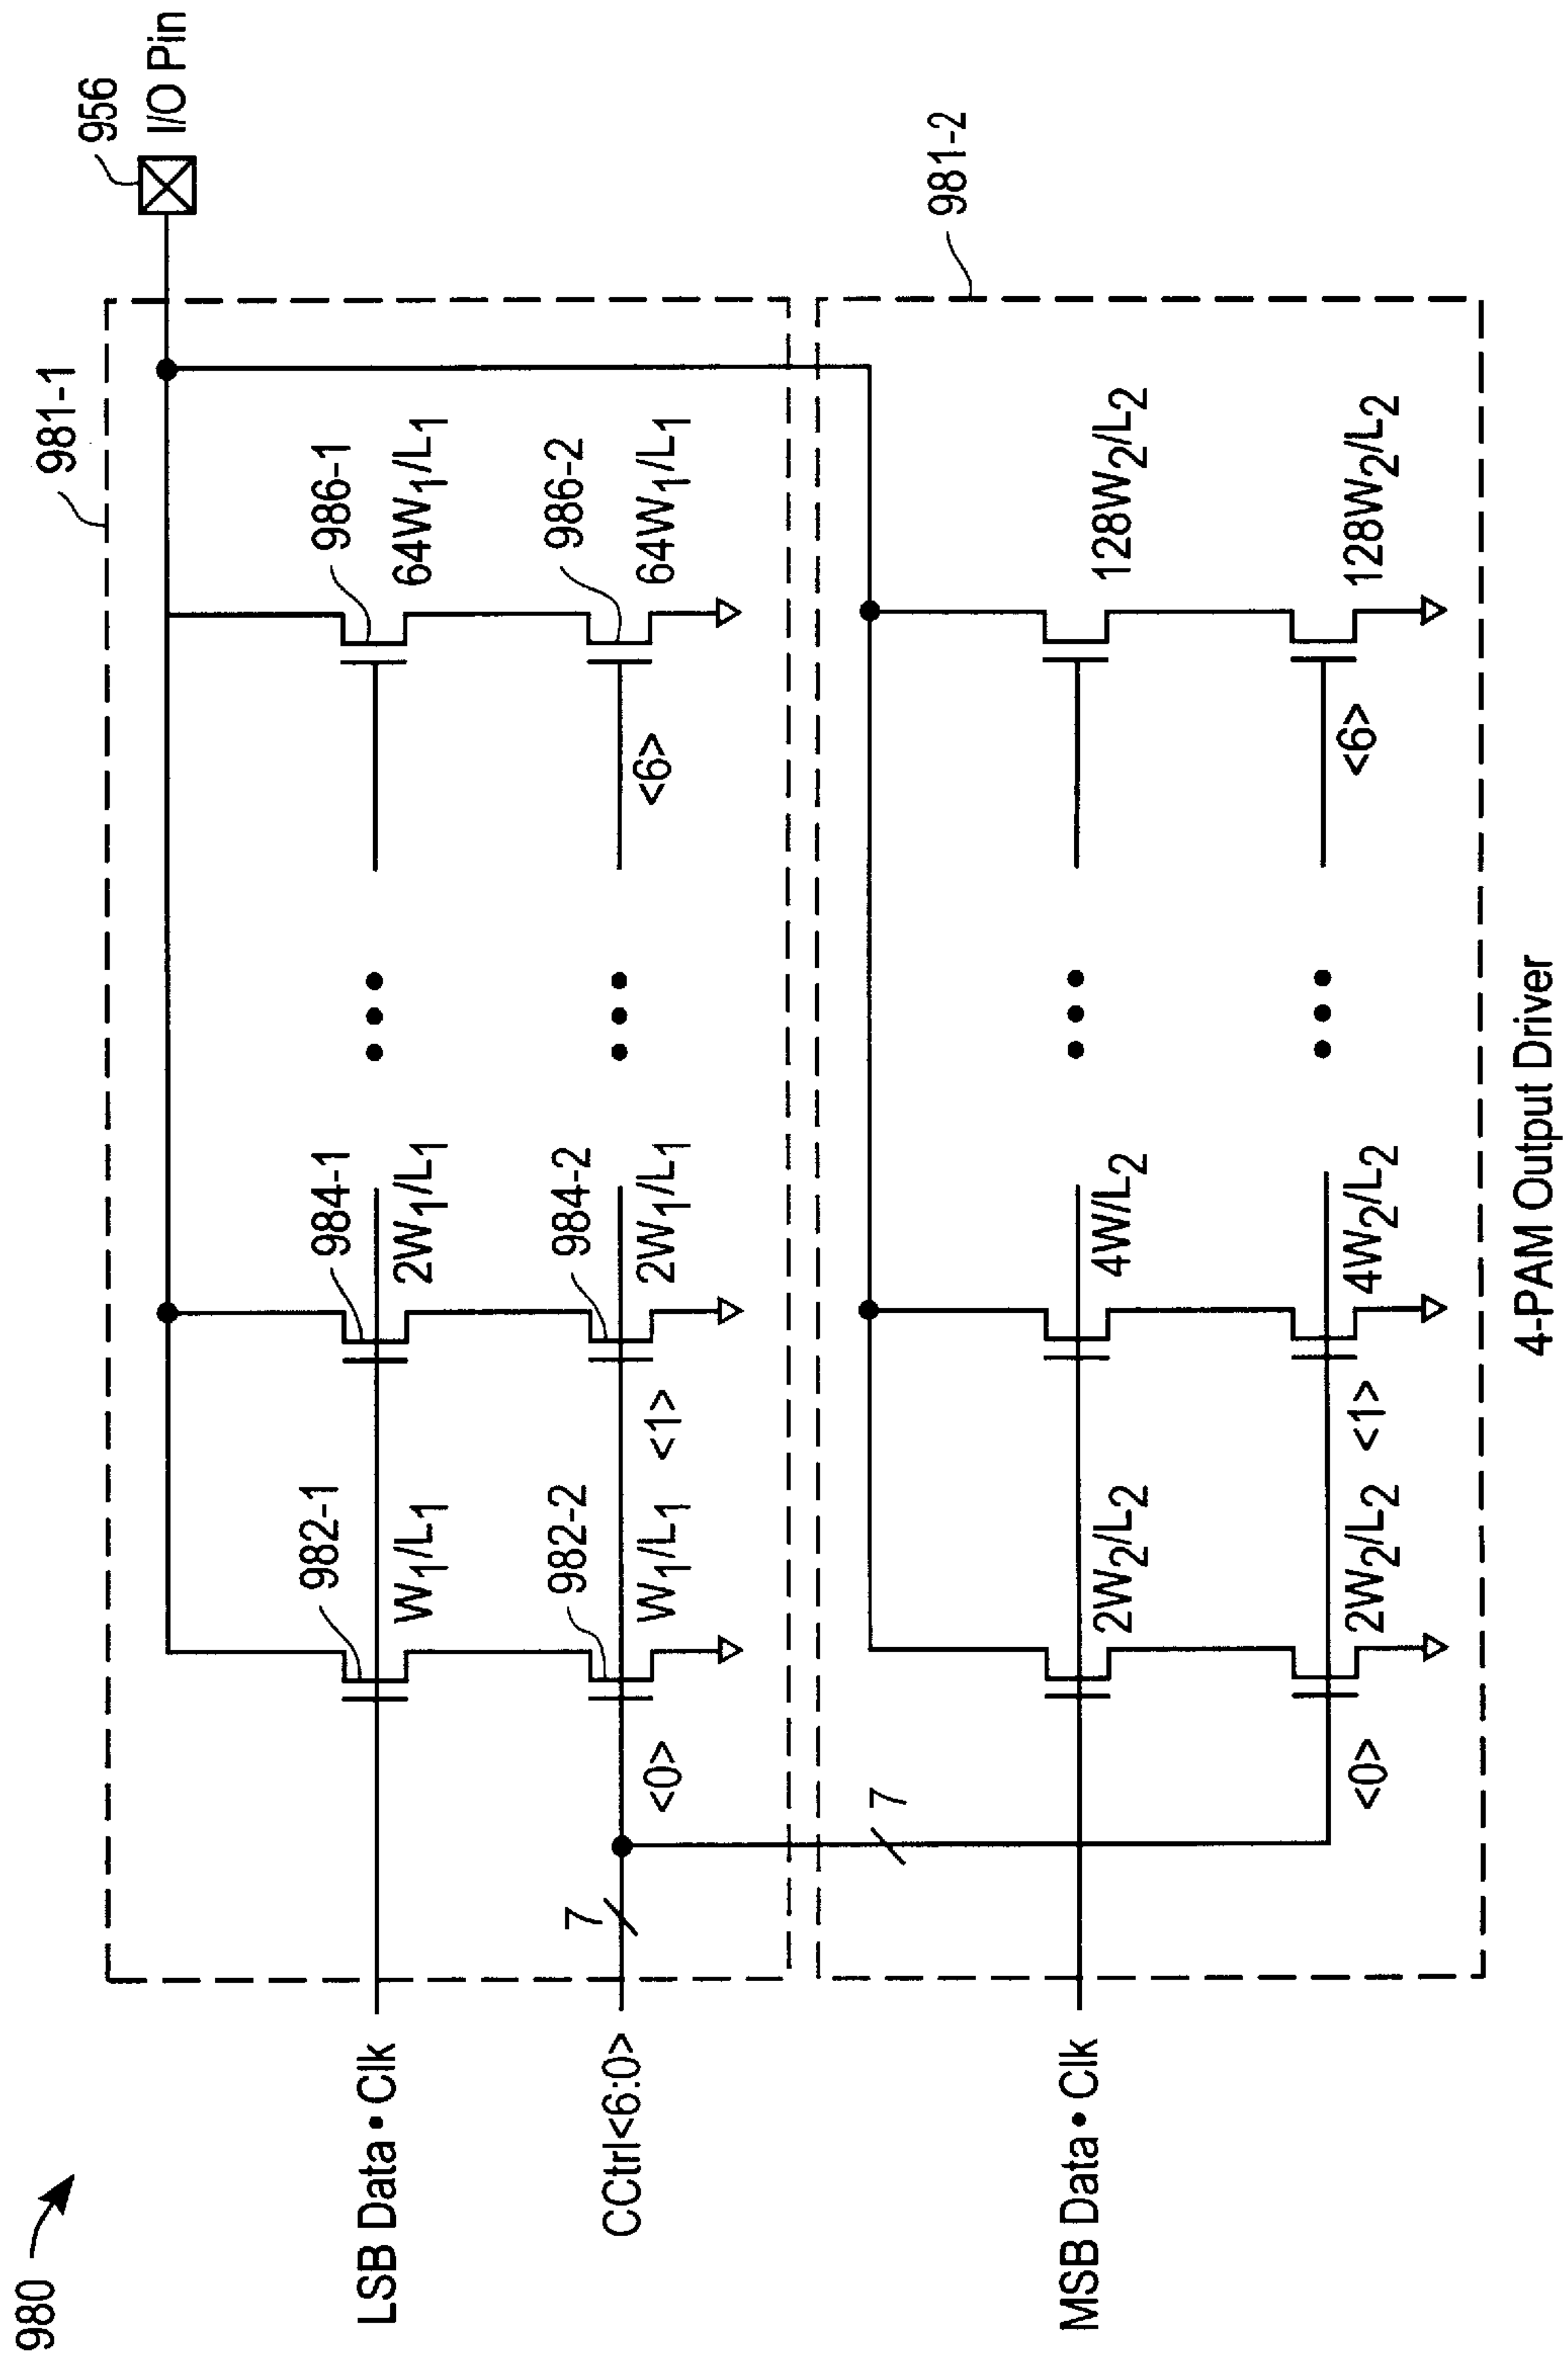 980
981-1
956
I/O Pin
982-1
984-1
986-1
LSB Data • Clk
W1/L1
2W1/L1
64W1/L1
982-2
984-2
986-2
7
CCtrl<6:0>
W1/L1
2W1/L1
64W1/L1
<0>
<1>
<6>
7
981-2
MSB Data • Clk
2W2/L2
4W/L2
128W2/L2
2W2/L2
4W2/L2
128W2/L2
<0>
<1>
<6>
4-PAM Output Driver